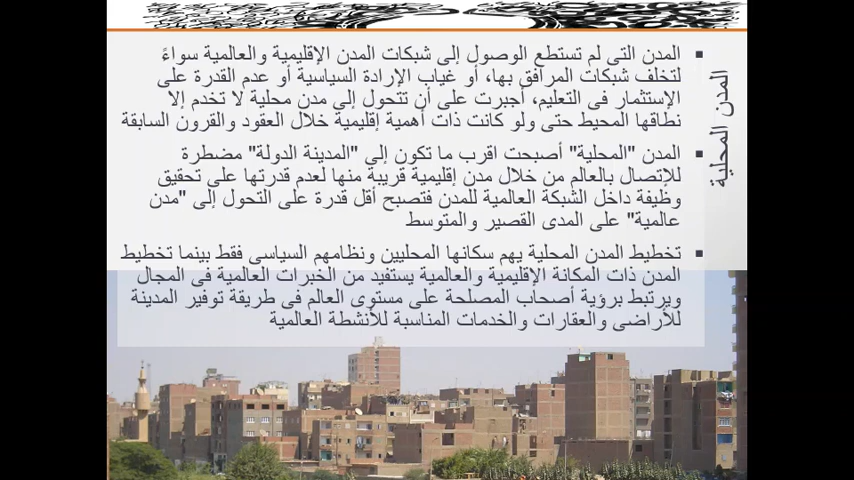 المدن المحلية
المدن التى لم تستطع الوصول إلى شبكات المدن الإقليمية والعالمية سواءً
لتخلف شبكات المرافق بها، أو غياب الإرادة السياسية أو عدم القدرة على
الإستثمار فى التعليم، أجبرت على أن تتحول إلى مدن محلية لا تخدم إلا
نطاقها المحيط حتى ولو كانت ذات أهمية إقليمية خلال العقود والقرون السابقة
المدن "المحلية" أصبحت اقرب ما تكون إلى "المدينة الدولة" مضطرة
للإتصال بالعالم من خلال مدن إقليمية قريبة منها لعدم قدرتها على تحقيق
وظيفة داخل الشبكة العالمية للمدن فتصبح أقل قدرة على التحول إلى "مدن
عالمية" على المدى القصير والمتوسط
تخطيط المدن المحلية يهم سكانها المحليين ونظامهم السياسى فقط بينما تخطيط
المدن ذات المكانة الإقليمية والعالمية يستفيد من الخبرات العالمية فى المجال
ويرتبط برؤية أصحاب المصلحة على مستوى العالم فى طريقة توفير المدينة
للأراضى والعقارات والخدمات المناسبة للأنشطة العالمية